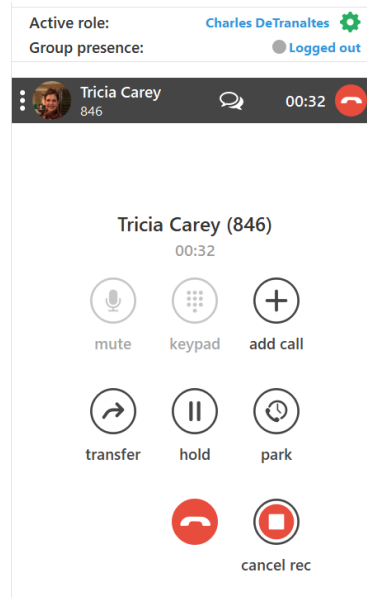 Active role: Charles DeTranaltes
Group presence: Logged out
Tricia Carey 00:32
846
Tricia Carey (846)
00:32
mute keypad add call
transfer hold park
cancel rec